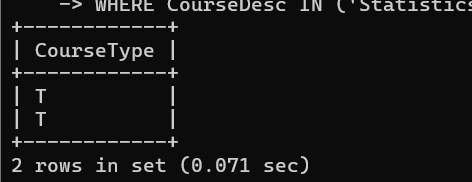 -> WHERE CourseDesc IN ('Statistics
+------------+
| CourseType |
+------------+
| T          |
| T          |
+------------+
2 rows in set (0.071 sec)